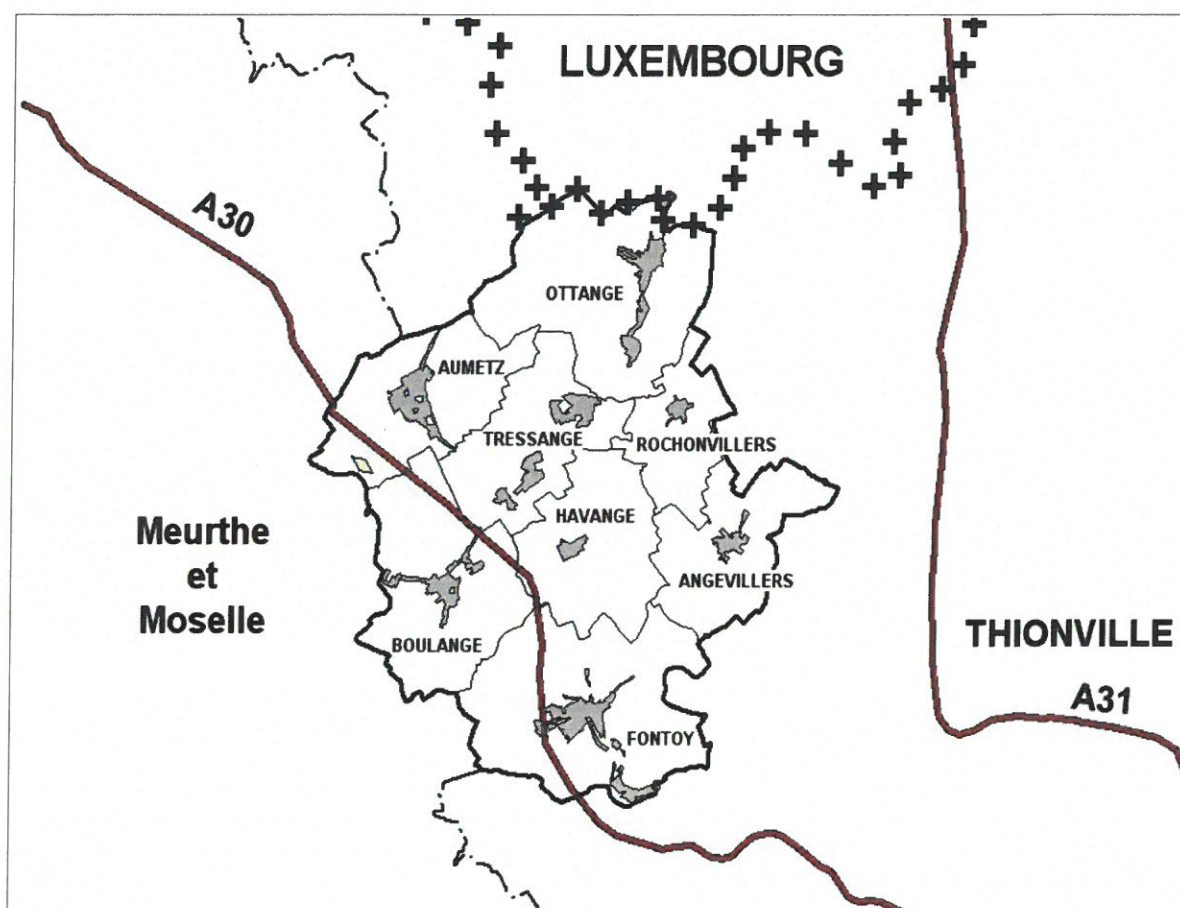 LUXEMBOURG
A30
OTTANGE
AUMETZ
TRESSANGE
ROCHONVILLERS
HAVANGE
Meurthe
et
Moselle
ANGEVILLERS
BOULANGE
THIONVILLE
A31
FONTOY